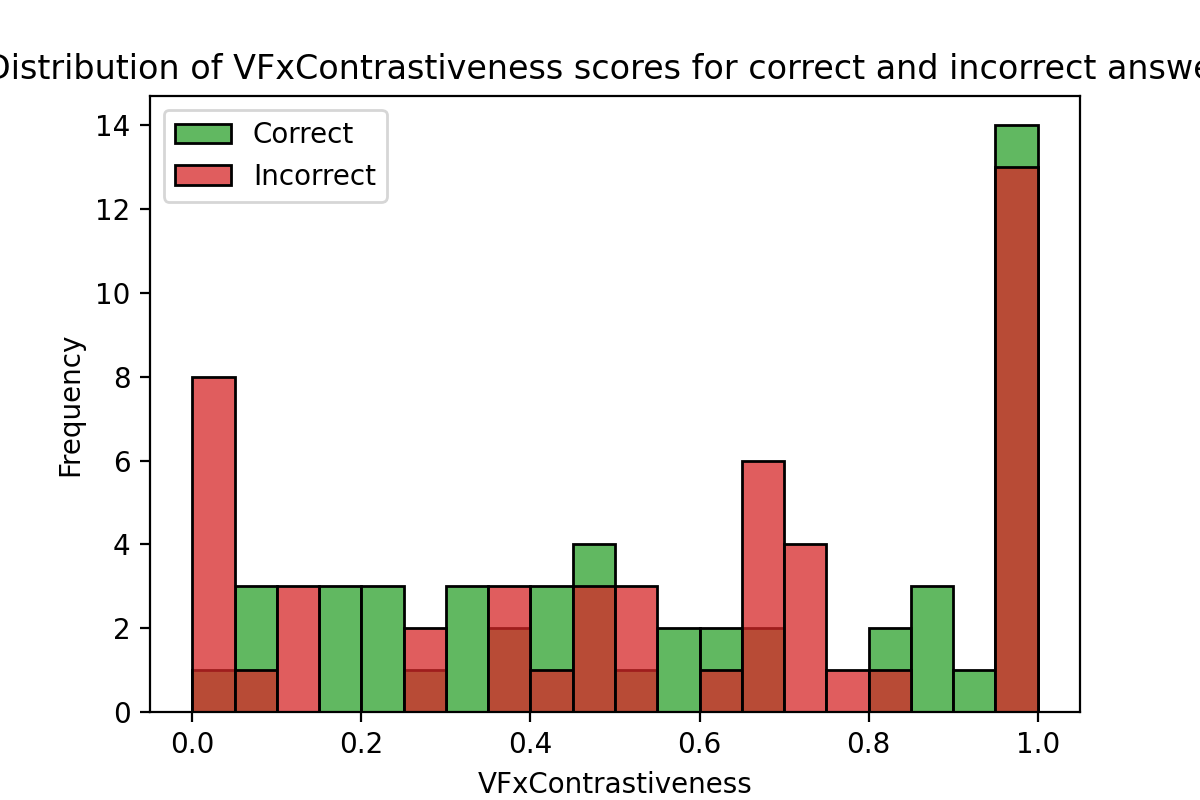 Distribution of VFxContrastiveness scores for correct and incorrect answe
Correct
Incorrect
14
12
10
8
6
4
2
0
Frequency
0.0 0.2 0.4 0.6 0.8 1.0
VFxContrastiveness